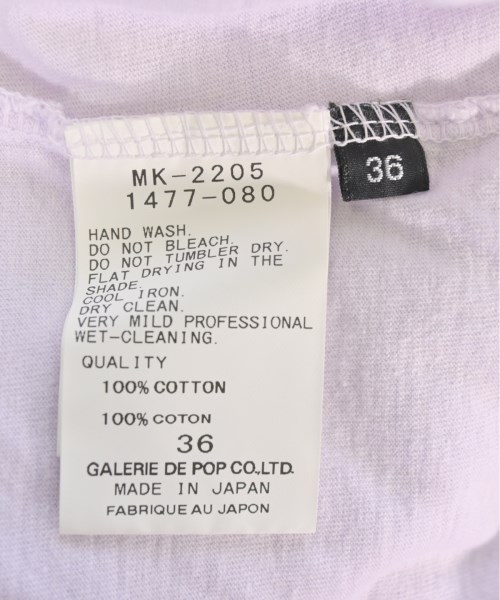 MK-2205
1477-080
HAND WASH.
DO NOT BLEACH.
DO NOT TUMBLER DRY.
FLAT DRYING IN THE
SHADE.
COOL IRON.
DRY CLEAN.
VERY MILD PROFESSIONAL
WET-CLEANING.
QUALITY
100% COTTON
100% COTON
36
GALERIE DE POP CO.,LTD.
MADE IN JAPAN
FABRIQUE AU JAPON
36